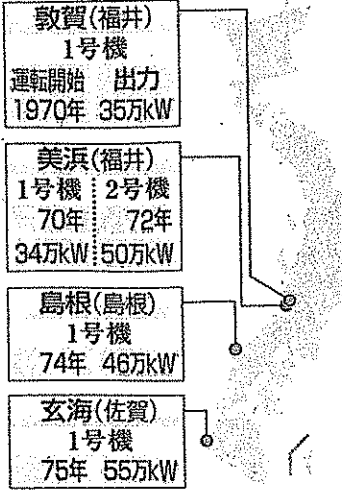 敦賀(福井)
1号機
運転開始 出力
1970年 35万kW
美浜(福井)
1号機 2号機
70年 72年
34万kW 50万kW
島根(島根)
1号機
74年 46万kW
玄海(佐賀)
1号機
75年 55万kW